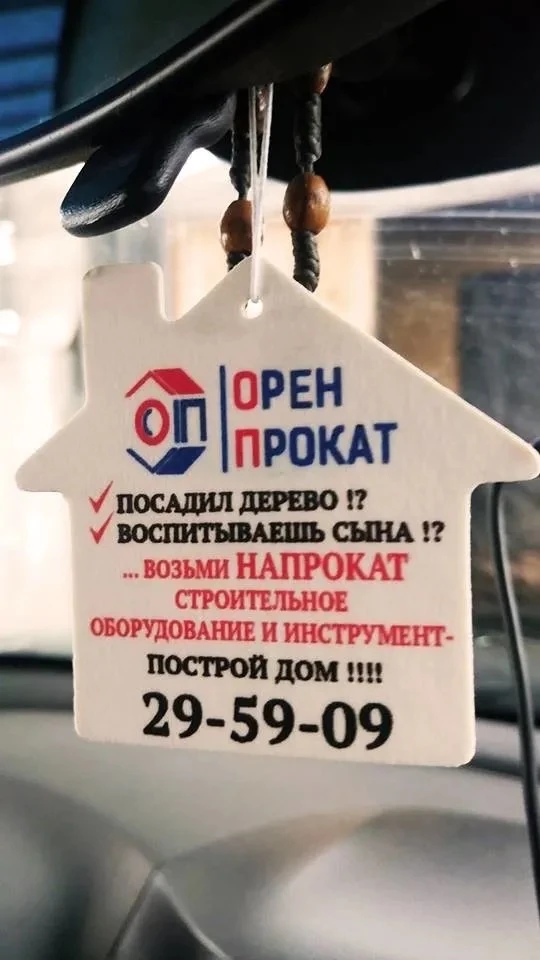 ОП
ОРЕН
ПРОКАТ
ПОСАДИЛ ДЕРЕВО !?
ВОСПИТЫВАЕШЬ СЫНА !?
... ВОЗЬМИ НАПРОКАТ
СТРОИТЕЛЬНОЕ
ОБОРУДОВАНИЕ И ИНСТРУМЕНТ-
ПОСТРОЙ ДОМ !!!!
29-59-09